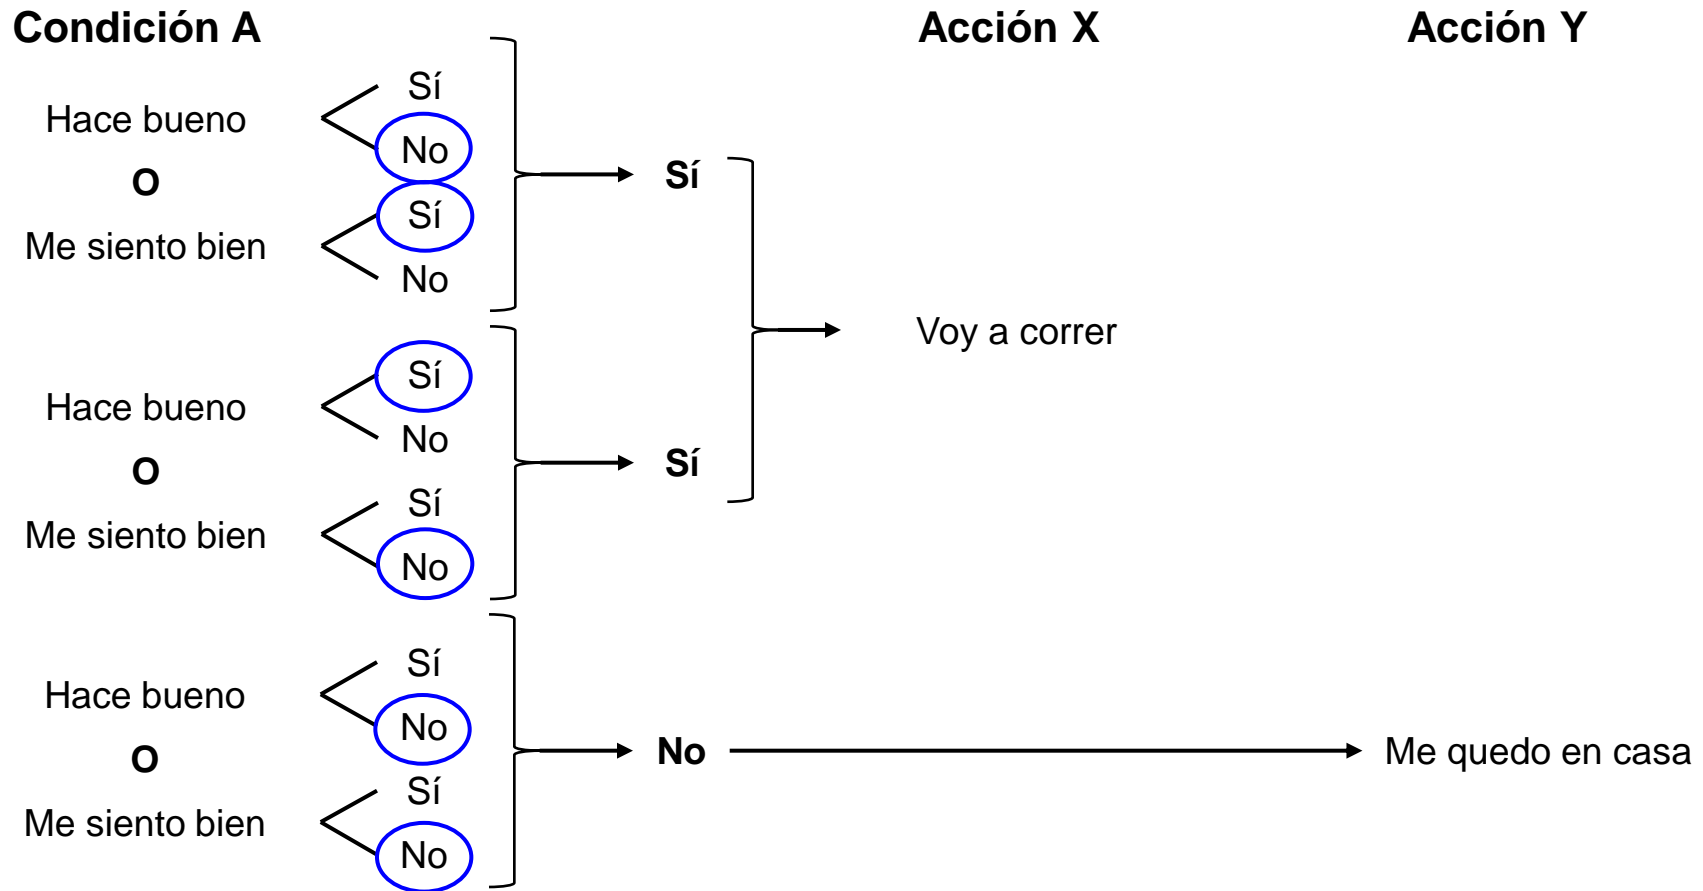 Condición A
Acción X
Acción Y
Hace bueno
Sí
No
O
Sí
Me siento bien
Sí
No
Voy a correr
Hace bueno
Sí
No
O
Sí
Me siento bien
Sí
No
Hace bueno
Sí
No
O
No
Me quedo en casa
Me siento bien
Sí
No